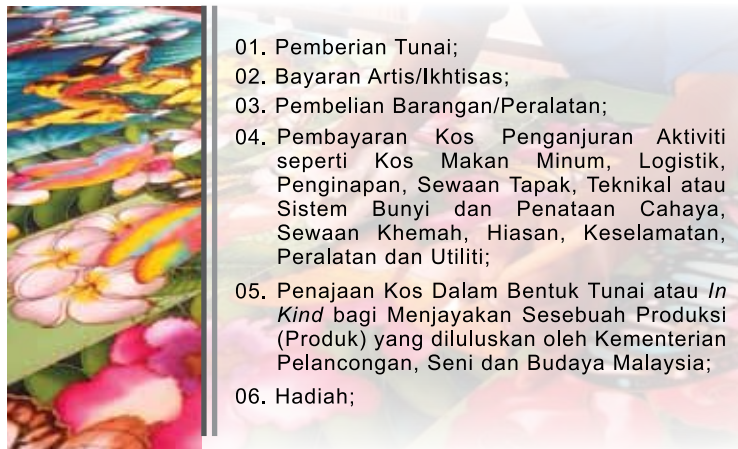 01. Pemberian Tunai;
02. Bayaran Artis/Ikhtisas;
03. Pembelian Barangan/Peralatan;
04. Pembayaran Kos Penganjuran Aktiviti
seperti Kos Makan Minum, Logistik,
Penginapan, Sewaan Tapak, Teknikal atau
Sistem Bunyi dan Penataan Cahaya,
Sewaan Khemah, Hiasan, Keselamatan,
Peralatan dan Utiliti;
05. Penajaan Kos Dalam Bentuk Tunai atau In
Kind bagi Menjayakan Sesebuah Produksi
(Produk) yang diluluskan oleh Kementerian
Pelancongan, Seni dan Budaya Malaysia;
06. Hadiah;